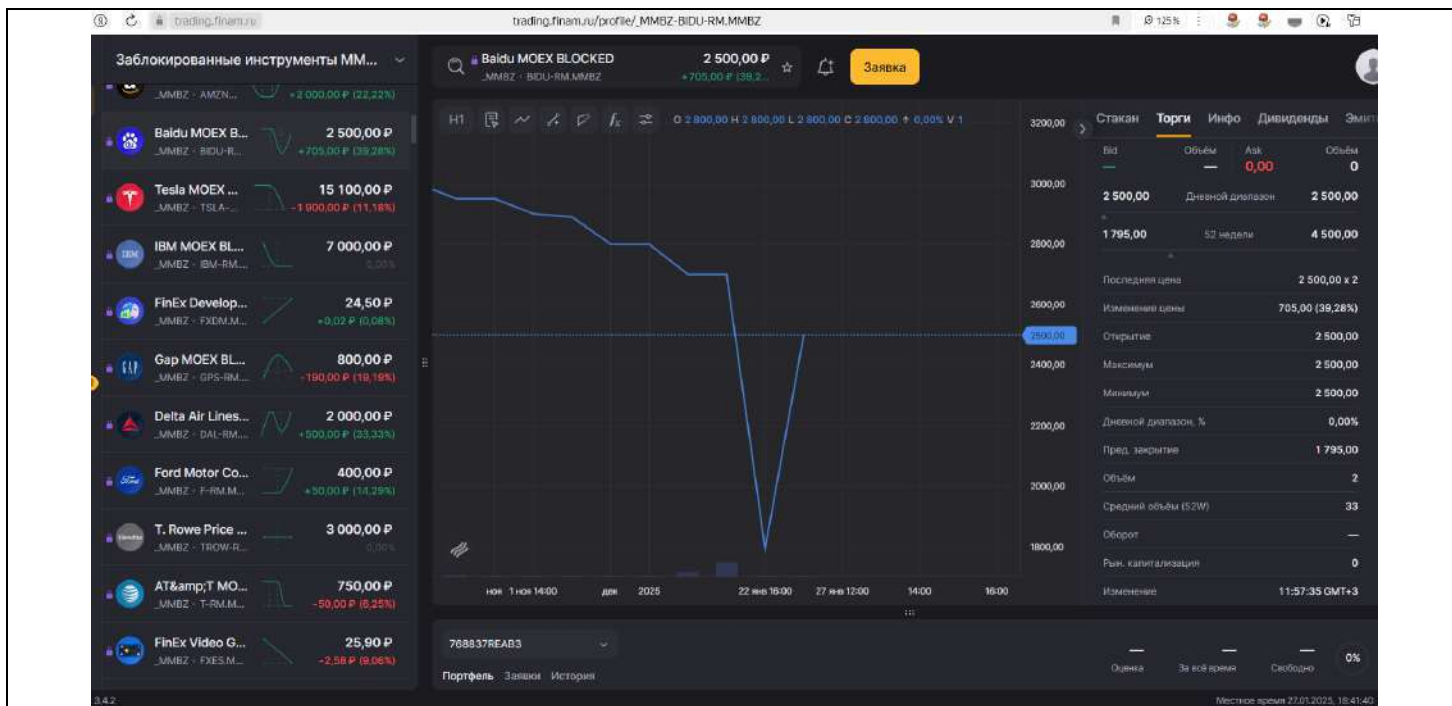 trading.finam.ru
trading.finam.ru/profile/_MMBZ-BIDU-RM.MMBZ
125 %
Заблокированные инструменты ММ...
_MMBZ · AMZN...
+2 000,00 ₽ (22,22%)
Baidu MOEX B...
2 500,00 ₽
_MMBZ · BIDU-R...
+705,00 ₽ (39,28%)
Tesla MOEX ...
15 100,00 ₽
_MMBZ · TSLA-...
-1 900,00 ₽ (11,18%)
IBM MOEX BL...
7 000,00 ₽
_MMBZ · IBM-RM...
0,00%
FinEx Develop...
24,50 ₽
_MMBZ · FXDM.M...
+0,02 ₽ (0,08%)
GAP
Gap MOEX BL...
800,00 ₽
_MMBZ · GPS-RM...
-190,00 ₽ (19,19%)
Delta Air Lines...
2 000,00 ₽
_MMBZ · DAL-RM...
+500,00 ₽ (33,33%)
Ford Motor Co...
400,00 ₽
_MMBZ · F-RM.M...
+50,00 ₽ (14,29%)
T. Rowe Price ...
3 000,00 ₽
_MMBZ · TROW-R...
0,00%
AT&amp;T MO...
750,00 ₽
_MMBZ · T-RM.M...
-50,00 ₽ (6,25%)
FinEx Video G...
25,90 ₽
_MMBZ · FXES.M...
-2,58 ₽ (9,06%)
3.4.2
Baidu MOEX BLOCKED
2 500,00 ₽
_MMBZ · BIDU-RM.MMBZ
+705,00 ₽ (39,2...
Заявка
H1
O 2 800,00 H 2 800,00 L 2 800,00 C 2 800,00 0,00% V 1
3200,00
3000,00
2800,00
2600,00
2500,00
2400,00
2200,00
2000,00
1800,00
ноя 1 ноя 14:00 дек 2025 22 янв 16:00 27 янв 12:00 14:00 16:00
768837REAB3
Портфель Заявки История
Стакан Торги Инфо Дивиденды Эмит
Bid Объём Ask Объём
— — 0,00 0
2 500,00 Дневной диапазон 2 500,00
1 795,00 52 недели 4 500,00
Последняя цена 2 500,00 x 2
Изменение цены 705,00 (39,28%)
Открытие 2 500,00
Максимум 2 500,00
Минимум 2 500,00
Дневной диапазон, % 0,00%
Пред. закрытие 1 795,00
Объём 2
Средний объём (52W) 33
Оборот —
Рын. капитализация 0
Изменение 11:57:35 GMT+3
— — — 0%
Оценка За всё время Свободно
Местное время 27.01.2025, 16:41:40